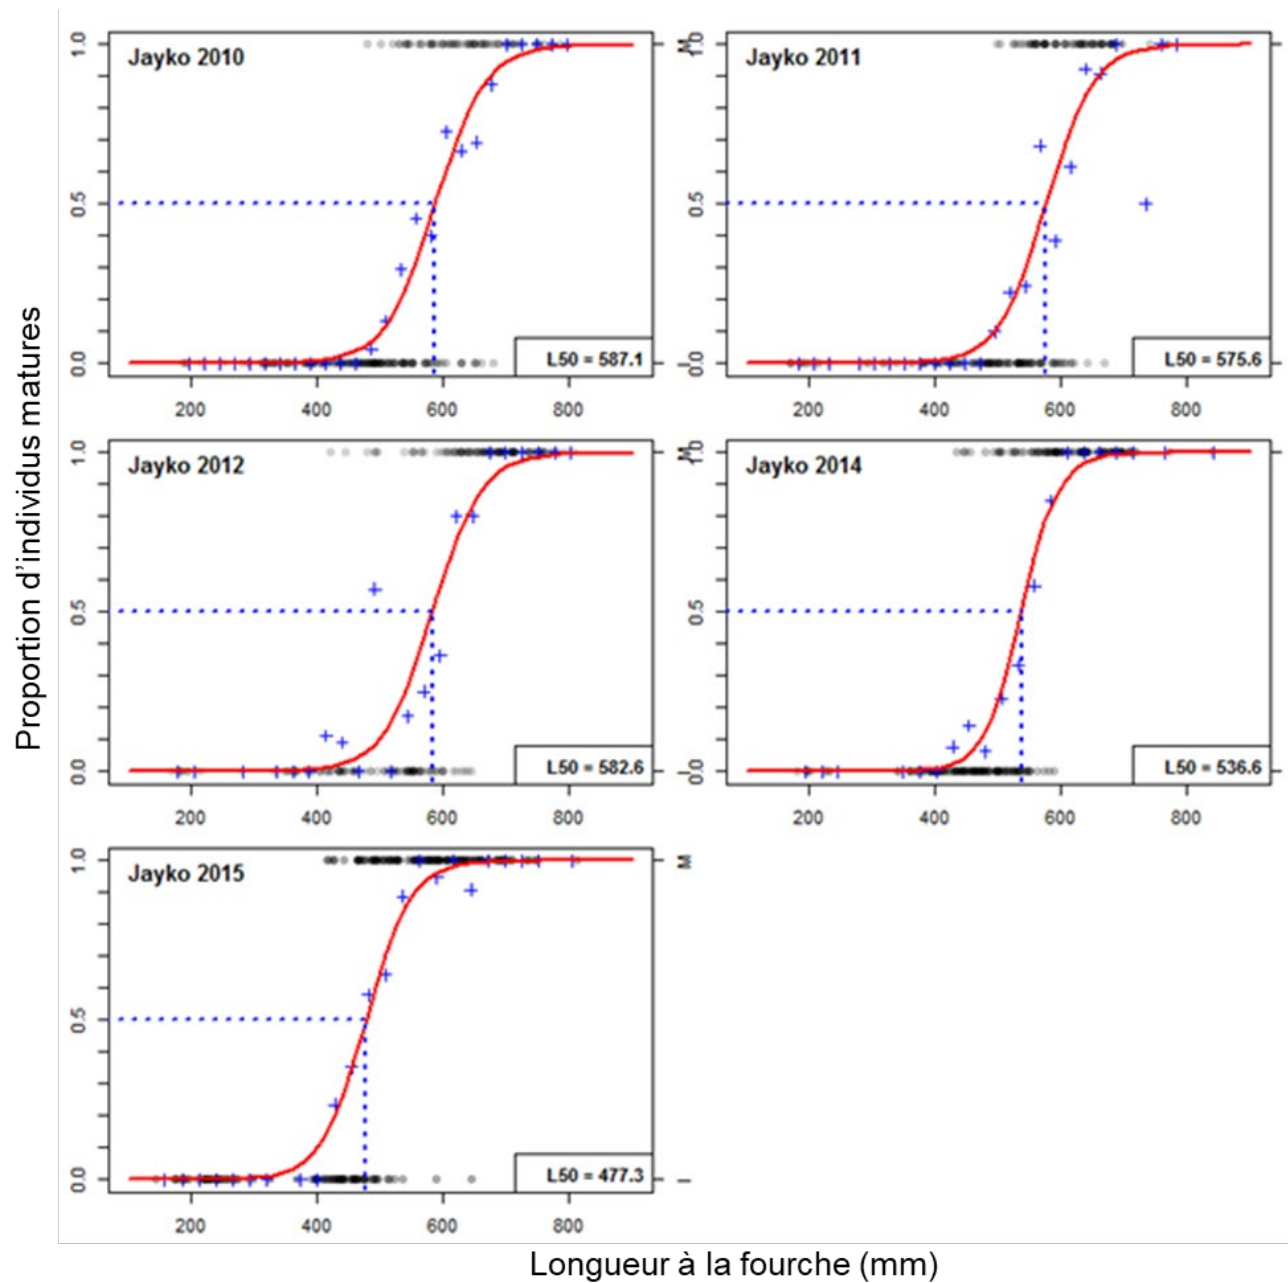 Proportion d'individus matures
Jayko 2010
1.0
0.5
0.0
M
I
L50 = 587.1
200 400 600 800
Jayko 2011
1.0
0.5
0.0
L50 = 575.6
200 400 600 800
Jayko 2012
1.0
0.5
0.0
M
I
L50 = 582.6
200 400 600 800
Jayko 2014
1.0
0.5
0.0
L50 = 536.6
200 400 600 800
Jayko 2015
1.0
0.5
0.0
M
I
L50 = 477.3
200 400 600 800
Longueur à la fourche (mm)